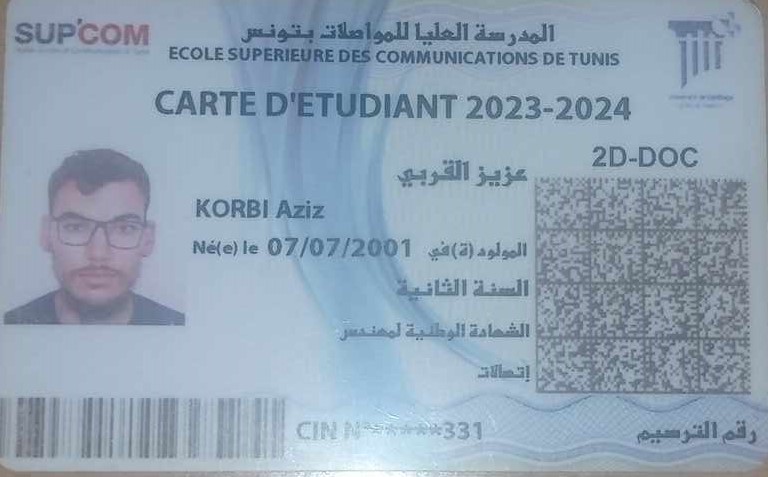 SUP'COM
المدرسة العليا للمواصلات بتونس
ECOLE SUPERIEURE DES COMMUNICATIONS DE TUNIS
CARTE D'ETUDIANT 2023-2024
2D-DOC
عزيز القربي
KORBI Aziz
Né(e) le 07/07/2001 المولود(ة) في
السنة الثانية
الشهادة الوطنية لمهندس
إتصالات
CIN N°*****331
رقم الترسيم